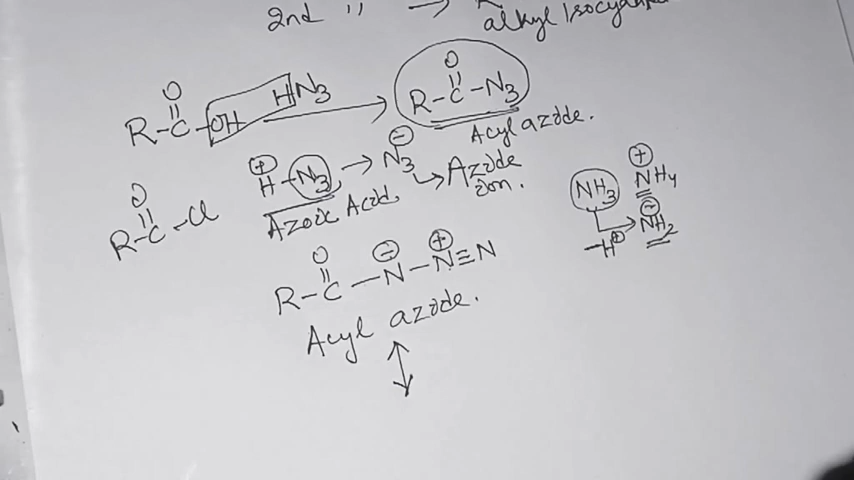 2nd " → 
alkyl Isocyanate
O
R-C-OH HN3 → R-C-N3
O
Acyl azide.
H-N3 → N3 ↳ Azide ion.
⊕ ⊖
Azoic Acid
O
R-C-Cl
NH3 ⊕ NH4
-H⊕ ⊖ NH2
O ⊖ ⊕
R-C-N-N≡N
Acyl azide.